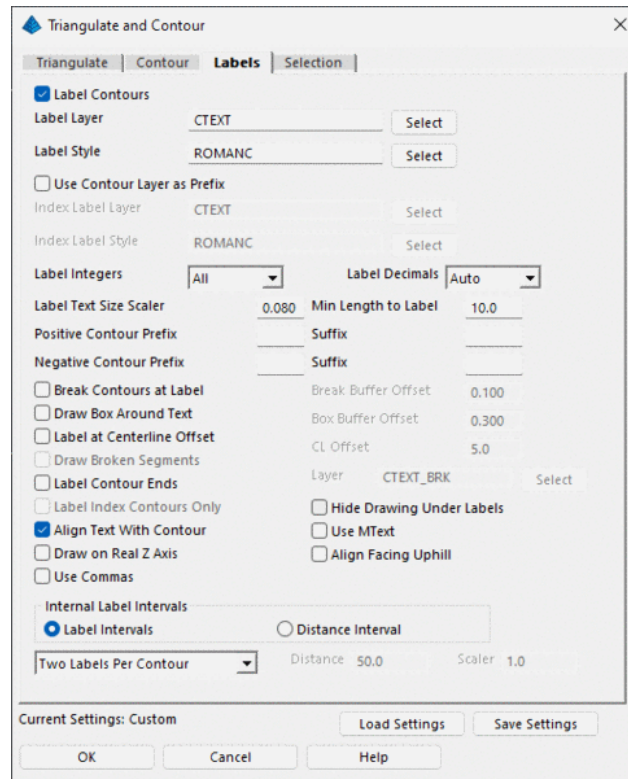 Triangulate and Contour
Triangulate Contour Labels Selection
Label Contours
Label Layer CTEXT Select
Label Style ROMANC Select
Use Contour Layer as Prefix
Index Label Layer CTEXT Select
Index Label Style ROMANC Select
Label Integers All Label Decimals Auto
Label Text Size Scaler 0.080 Min Length to Label 10.0
Positive Contour Prefix Suffix
Negative Contour Prefix Suffix
Break Contours at Label Break Buffer Offset 0.100
Draw Box Around Text Box Buffer Offset 0.300
Label at Centerline Offset CL Offset 5.0
Draw Broken Segments Layer CTEXT_BRK Select
Label Contour Ends
Label Index Contours Only Hide Drawing Under Labels
Align Text With Contour Use MText
Draw on Real Z Axis Align Facing Uphill
Use Commas
Internal Label Intervals
Label Intervals Distance Interval
Two Labels Per Contour Distance 50.0 Scaler 1.0
Current Settings: Custom Load Settings Save Settings
OK Cancel Help